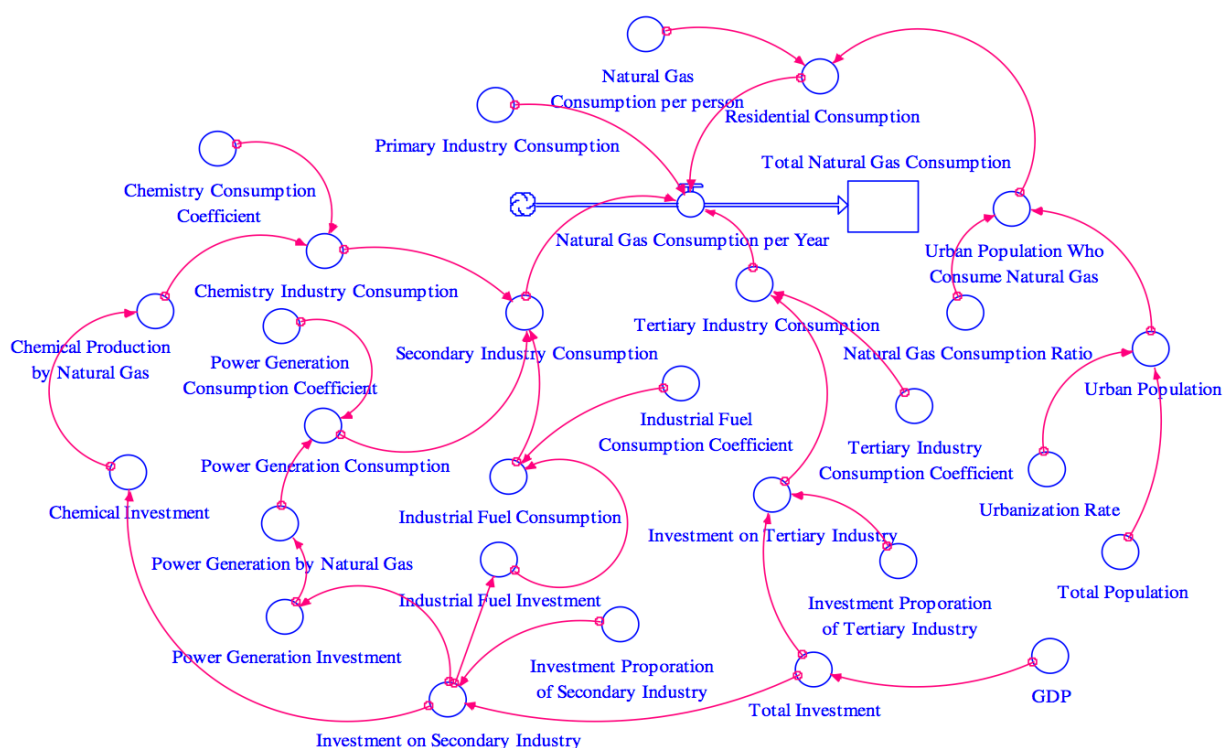 Natural Gas
Consumption per person
Residential Consumption
Primary Industry Consumption
Total Natural Gas Consumption
Chemistry Consumption
Coefficient
Natural Gas Consumption per Year
Urban Population Who
Consume Natural Gas
Chemistry Industry Consumption
Tertiary Industry Consumption
Chemical Production
by Natural Gas
Power Generation
Consumption Coefficient
Secondary Industry Consumption
Natural Gas Consumption Ratio
Urban Population
Industrial Fuel
Consumption Coefficient
Tertiary Industry
Consumption Coefficient
Power Generation Consumption
Chemical Investment
Industrial Fuel Consumption
Investment on Tertiary Industry
Urbanization Rate
Power Generation by Natural Gas
Industrial Fuel Investment
Investment Proporation
of Tertiary Industry
Total Population
Power Generation Investment
Investment Proporation
of Secondary Industry
GDP
Total Investment
Investment on Secondary Industry